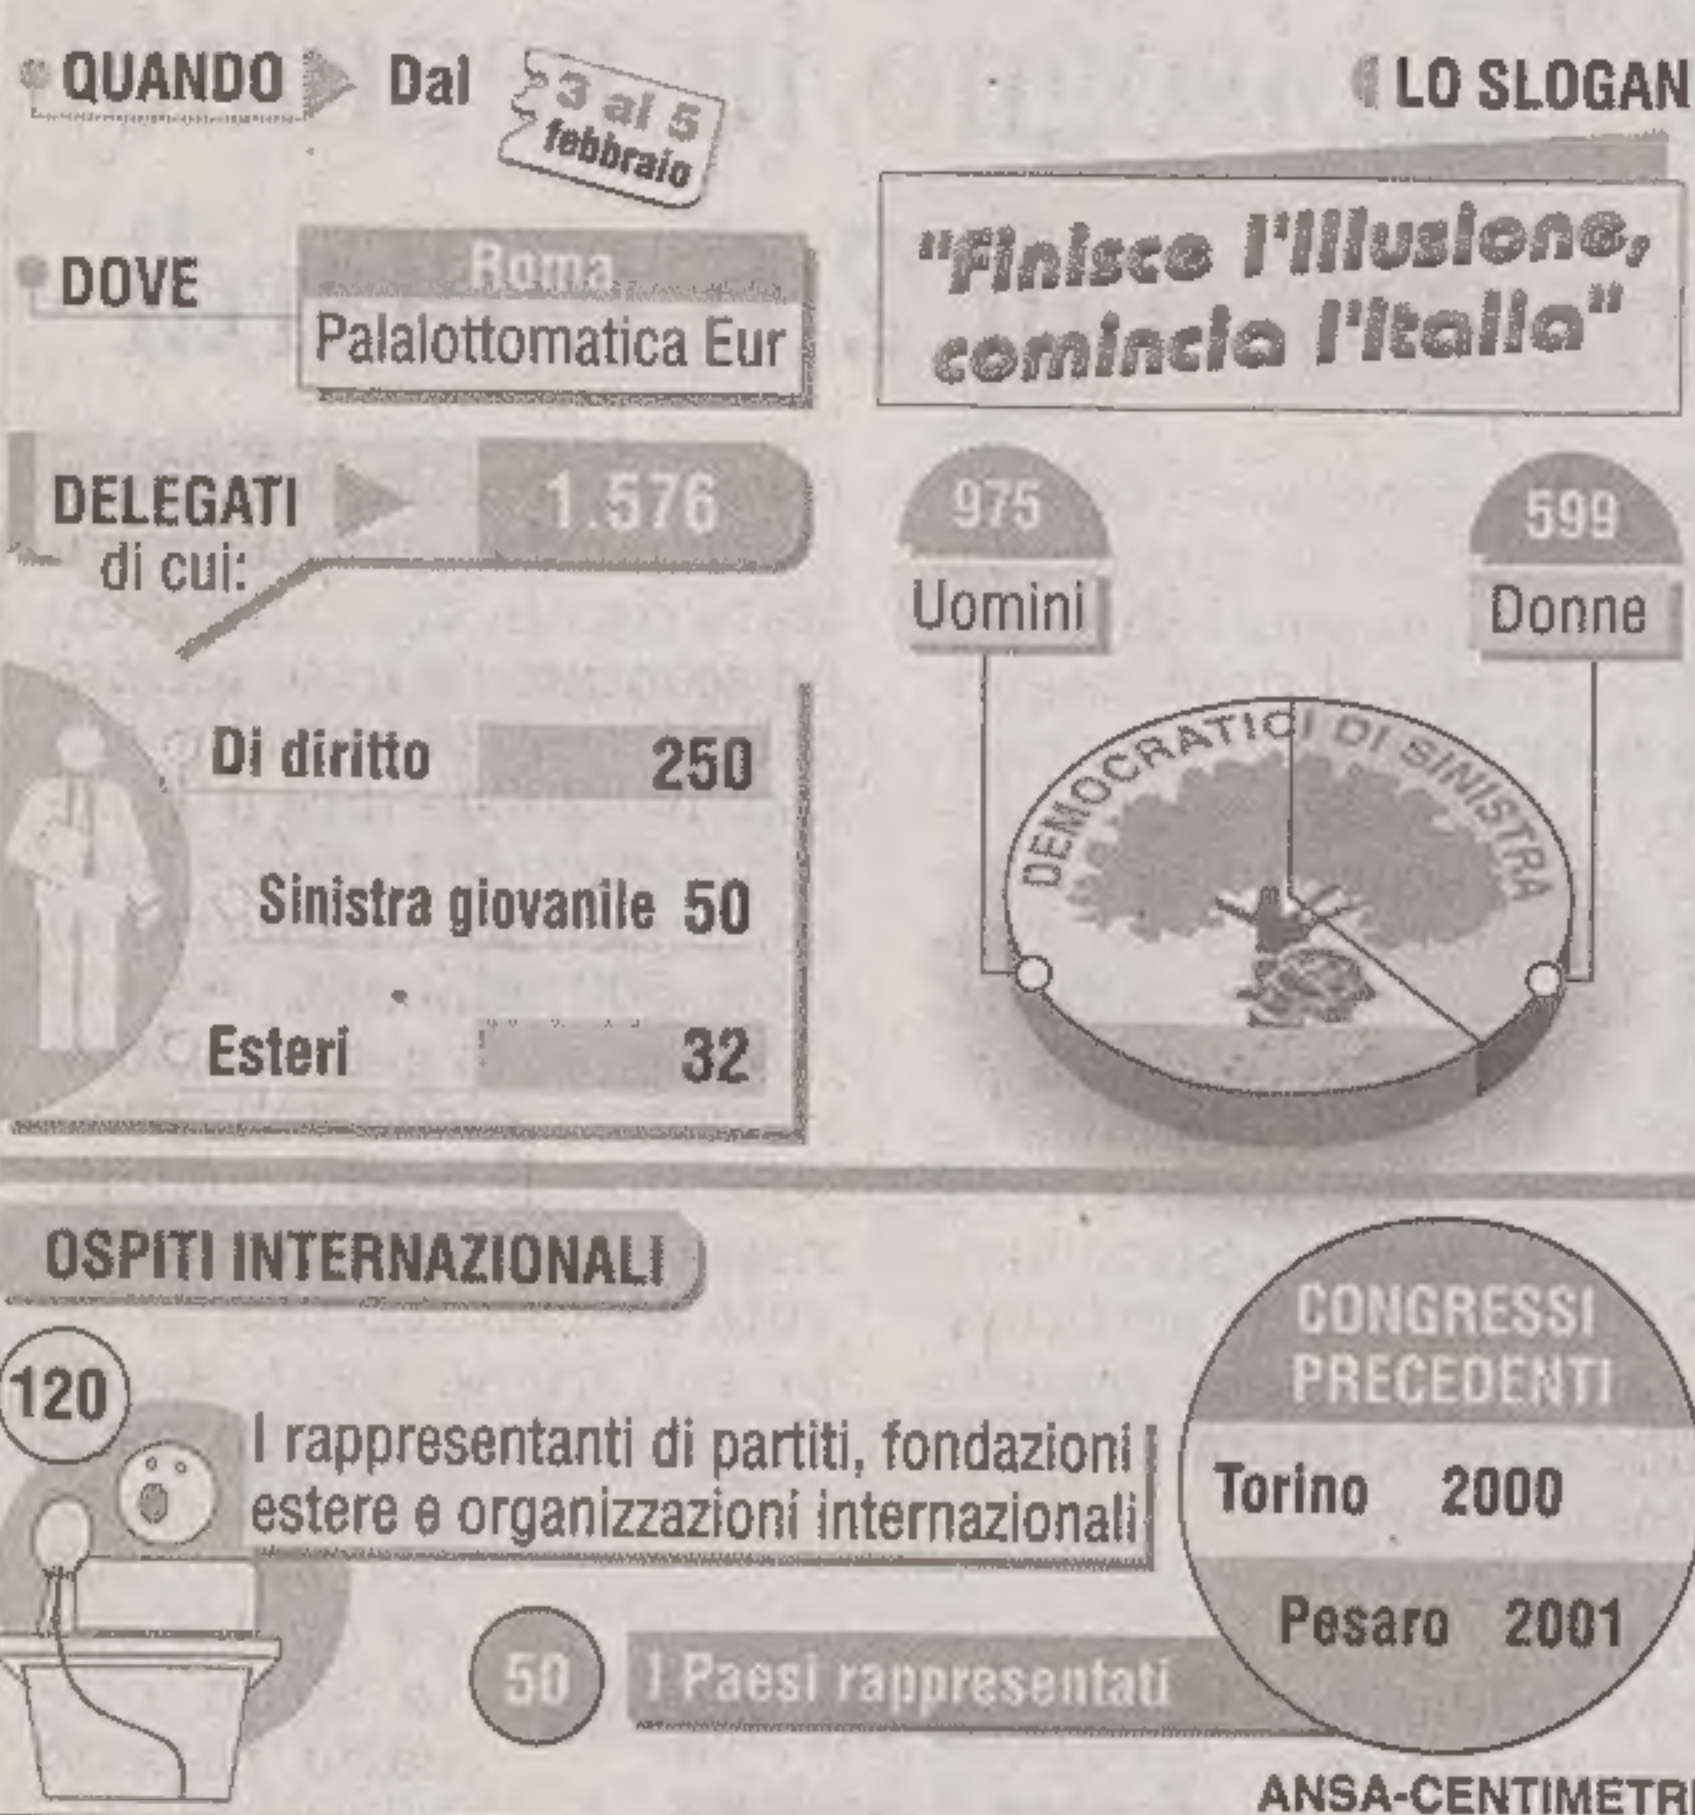 QUANDO Dal 3 al 5
febbraio
DOVE
Roma
Palalottomatica Eur
LO SLOGAN
"Finisce l'illusione,
comincia l'Italia"
DELEGATI 1.576
di cui:
Di diritto 250
Sinistra giovanile 50
Esteri 32
975
Uomini
599
Donne
DEMOCRATICI DI SINISTRA
OSPITI INTERNAZIONALI
120
I rappresentanti di partiti, fondazioni
estere e organizzazioni internazionali
50 I Paesi rappresentati
CONGRESSI
PRECEDENTI
Torino 2000
Pesaro 2001
ANSA-CENTIMETRI